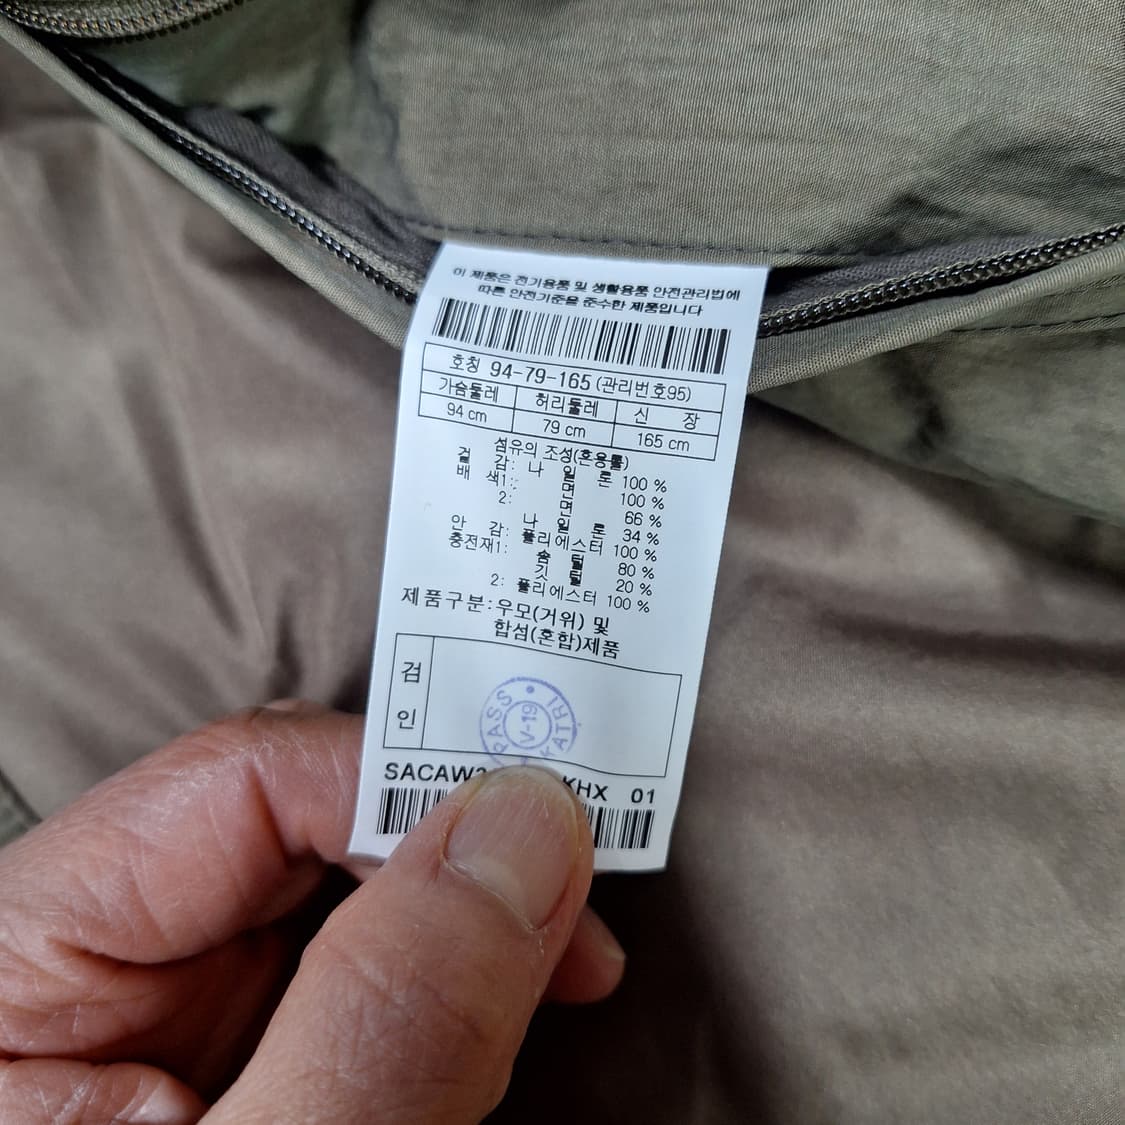 이 제품은 전기용품 및 생활용품 안전관리법에
따른 안전기준을 준수한 제품입니다
호칭 94-79-165 (관리번호95)
가슴둘레 허리둘레 신 장
94 cm 79 cm 165 cm
섬유의 조성(혼용률)
겉 감: 나 일 론 100 %
배 색1: 면 100 %
2: 면 66 %
나 일 론 34 %
안 감: 폴리에스터 100 %
충전재1: 솜 털 80 %
깃 털 20 %
2: 폴리에스터 100 %
제품구분:우모(거위) 및
합섬(혼합)제품
검
인
PASS KATRI
V-19
KHX 01